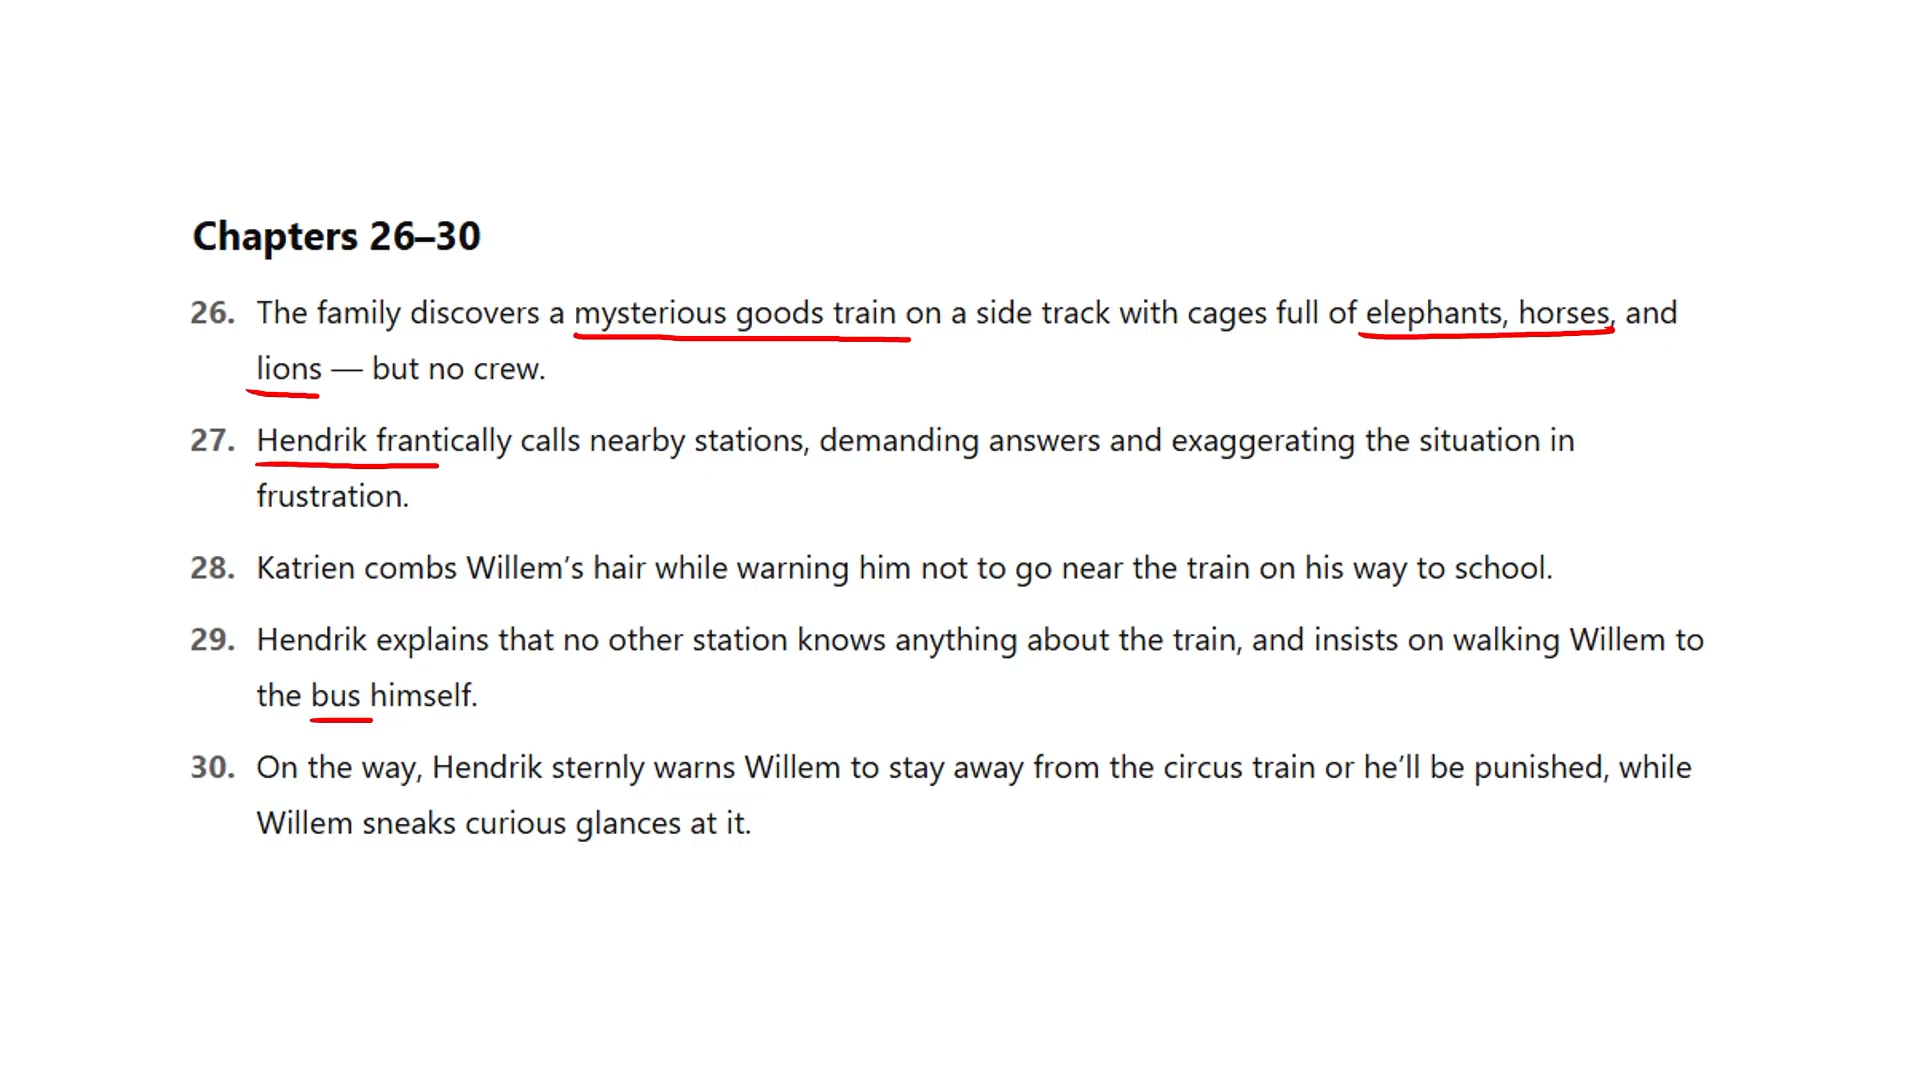 Chapters 26–30
26. The family discovers a mysterious goods train on a side track with cages full of elephants, horses, and
lions — but no crew.
27. Hendrik frantically calls nearby stations, demanding answers and exaggerating the situation in
frustration.
28. Katrien combs Willem’s hair while warning him not to go near the train on his way to school.
29. Hendrik explains that no other station knows anything about the train, and insists on walking Willem to
the bus himself.
30. On the way, Hendrik sternly warns Willem to stay away from the circus train or he’ll be punished, while
Willem sneaks curious glances at it.